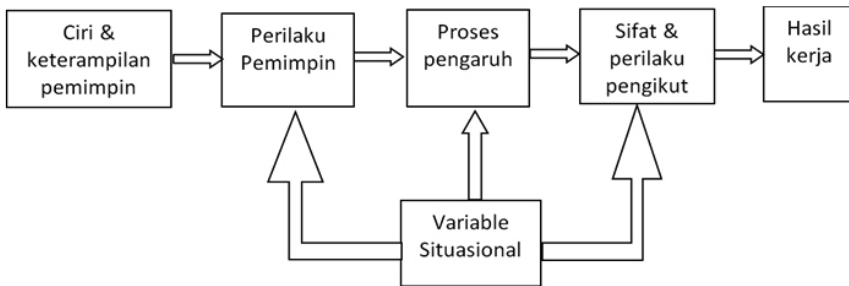 Ciri &
keterampilan
pemimpin
Perilaku
Pemimpin
Proses
pengaruh
Sifat &
perilaku
pengikut
Hasil
kerja
Variable
Situasional